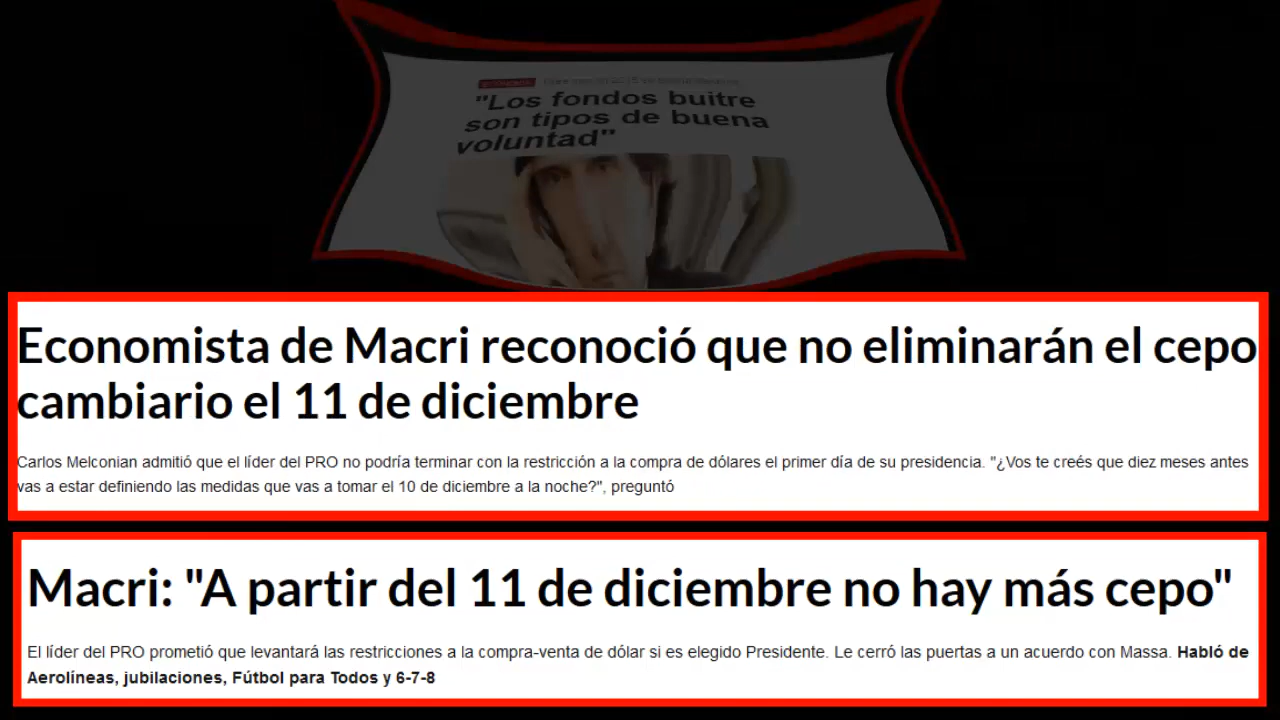 ECONOMÍA
"Los fondos buitre
son tipos de buena
voluntad"
Economista de Macri reconoció que no eliminarán el cepo
cambiario el 11 de diciembre
Carlos Melconian admitió que el líder del PRO no podría terminar con la restricción a la compra de dólares el primer día de su presidencia. "¿Vos te creés que diez meses antes
vas a estar definiendo las medidas que vas a tomar el 10 de diciembre a la noche?", preguntó
Macri: "A partir del 11 de diciembre no hay más cepo"
El líder del PRO prometió que levantará las restricciones a la compra-venta de dólar si es elegido Presidente. Le cerró las puertas a un acuerdo con Massa. Habló de
Aerolíneas, jubilaciones, Fútbol para Todos y 6-7-8